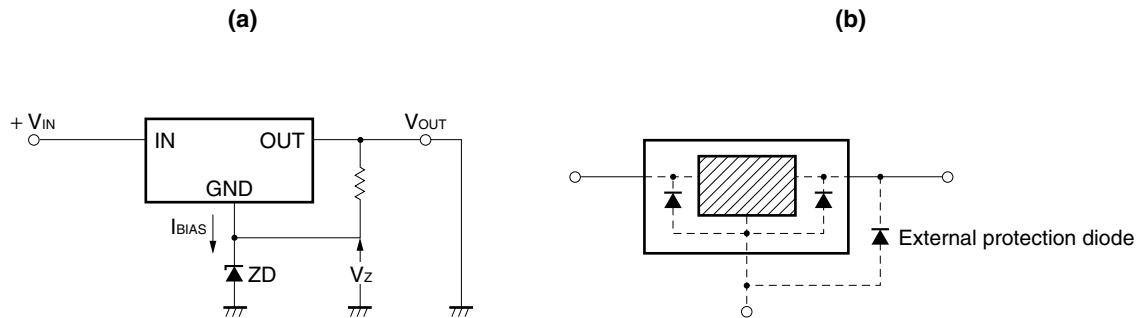 (a)
(b)
+ VIN
IN
OUT
VOUT
GND
IBIAS
ZD
VZ
External protection diode